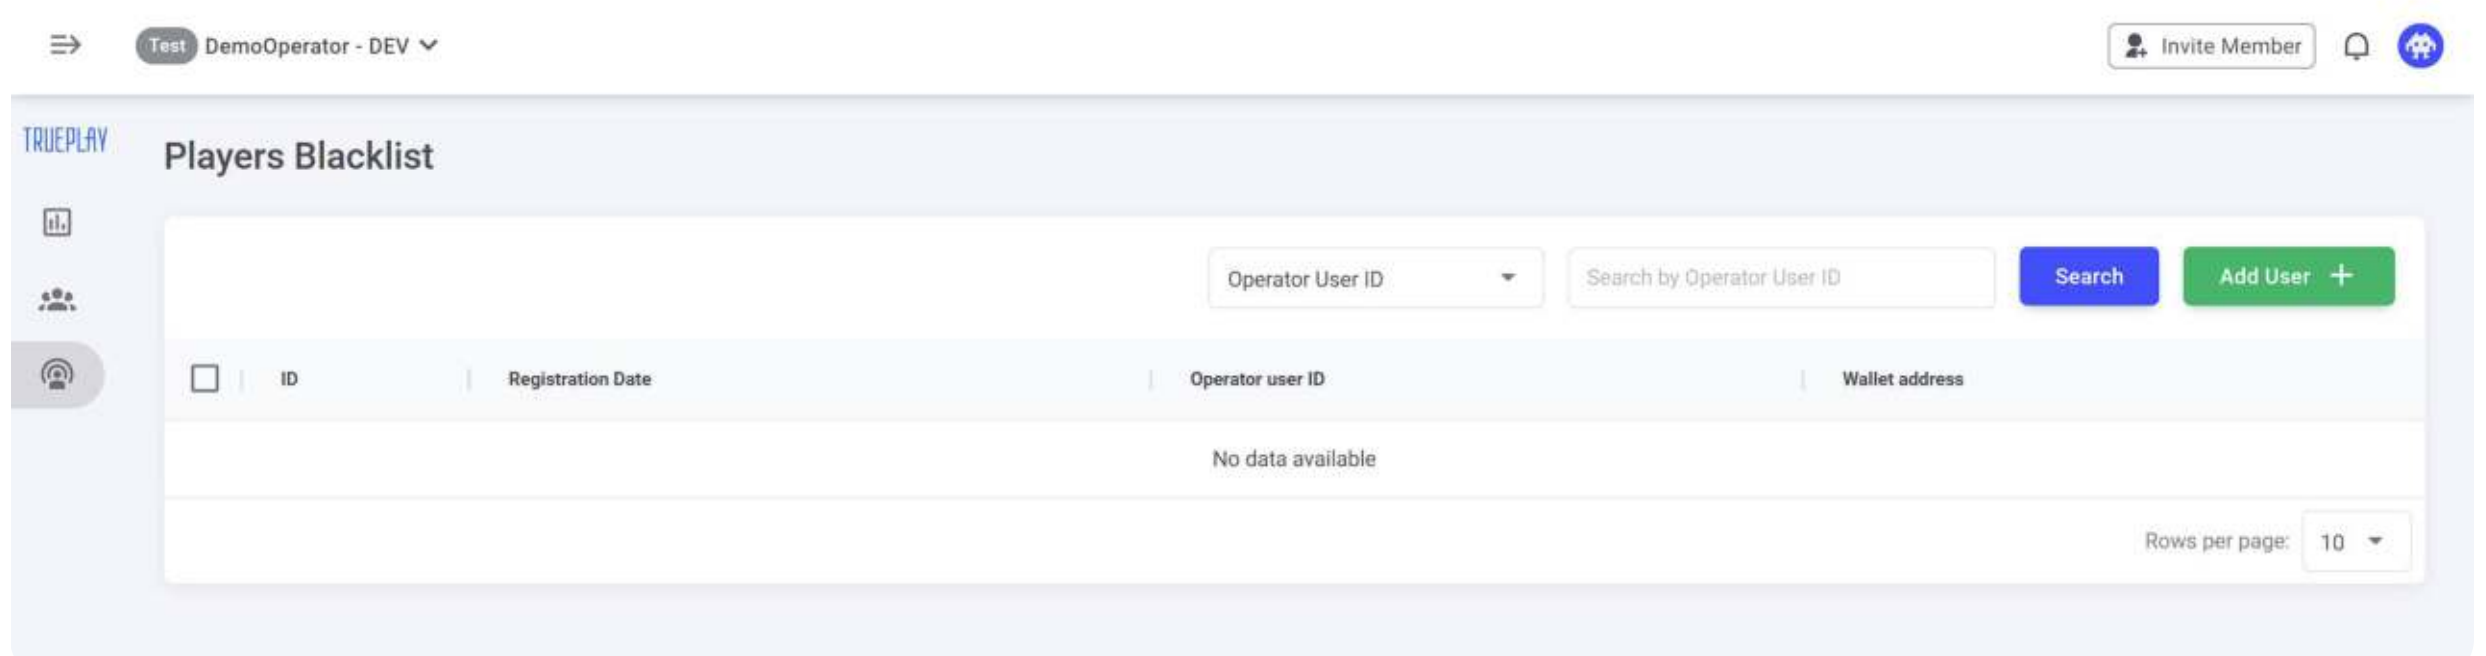 Test DemoOperator - DEV Invite Member
TRUEPLAY
Players Blacklist
Operator User ID Search by Operator User ID Search Add User +
ID Registration Date Operator user ID Wallet address
No data available
Rows per page: 10